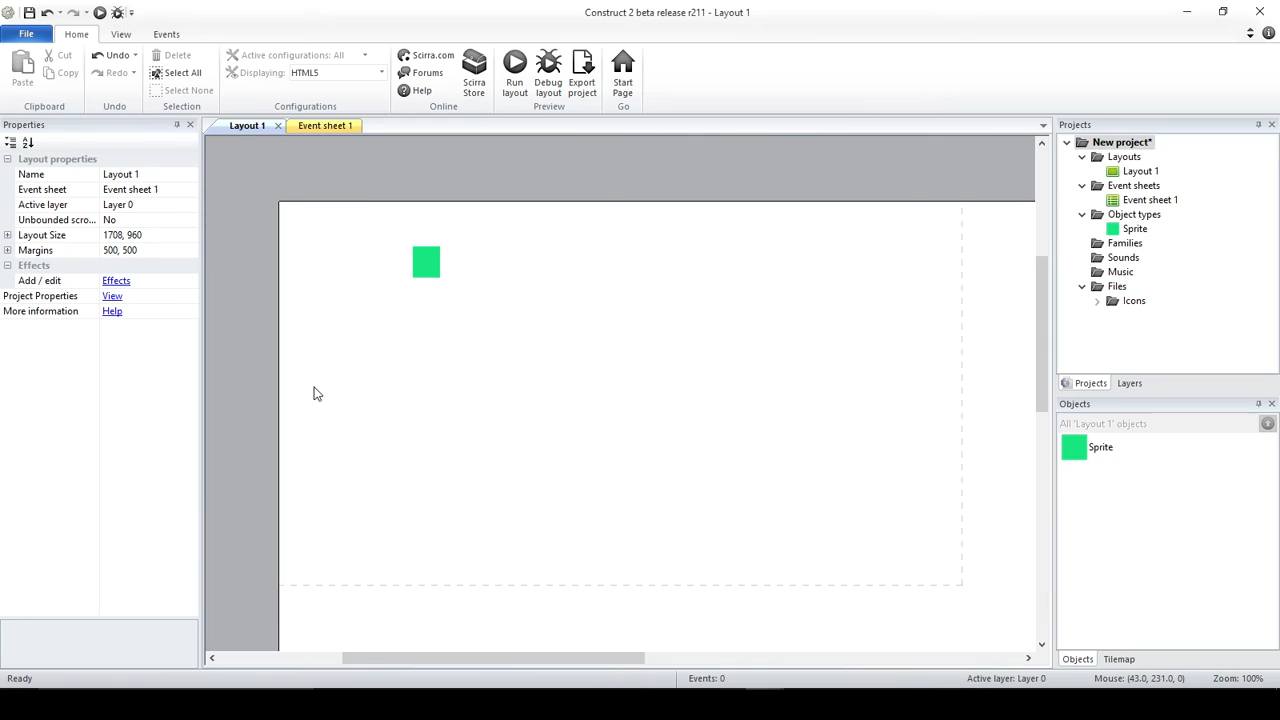 Construct 2 beta release r211 - Layout 1
File Home View Events
Paste Cut Copy
Undo Redo
Delete Select All Select None
Active configurations: All
Displaying: HTML5
Scirra.com Forums Help
Scirra Store
Run layout Debug layout Export project
Start Page
Clipboard Undo Selection Configurations Online Preview Go
Properties
Layout properties
Name Layout 1
Event sheet Event sheet 1
Active layer Layer 0
Unbounded scro... No
Layout Size 1708, 960
Margins 500, 500
Effects
Add / edit Effects
Project Properties View
More information Help
Layout 1 Event sheet 1
Projects
New project*
Layouts
Layout 1
Event sheets
Event sheet 1
Object types
Sprite
Families
Sounds
Music
Files
Icons
Projects Layers
Objects
All 'Layout 1' objects
Sprite
Objects Tilemap
Ready Events: 0 Active layer: Layer 0 Mouse: (43.0, 231.0, 0) Zoom: 100%